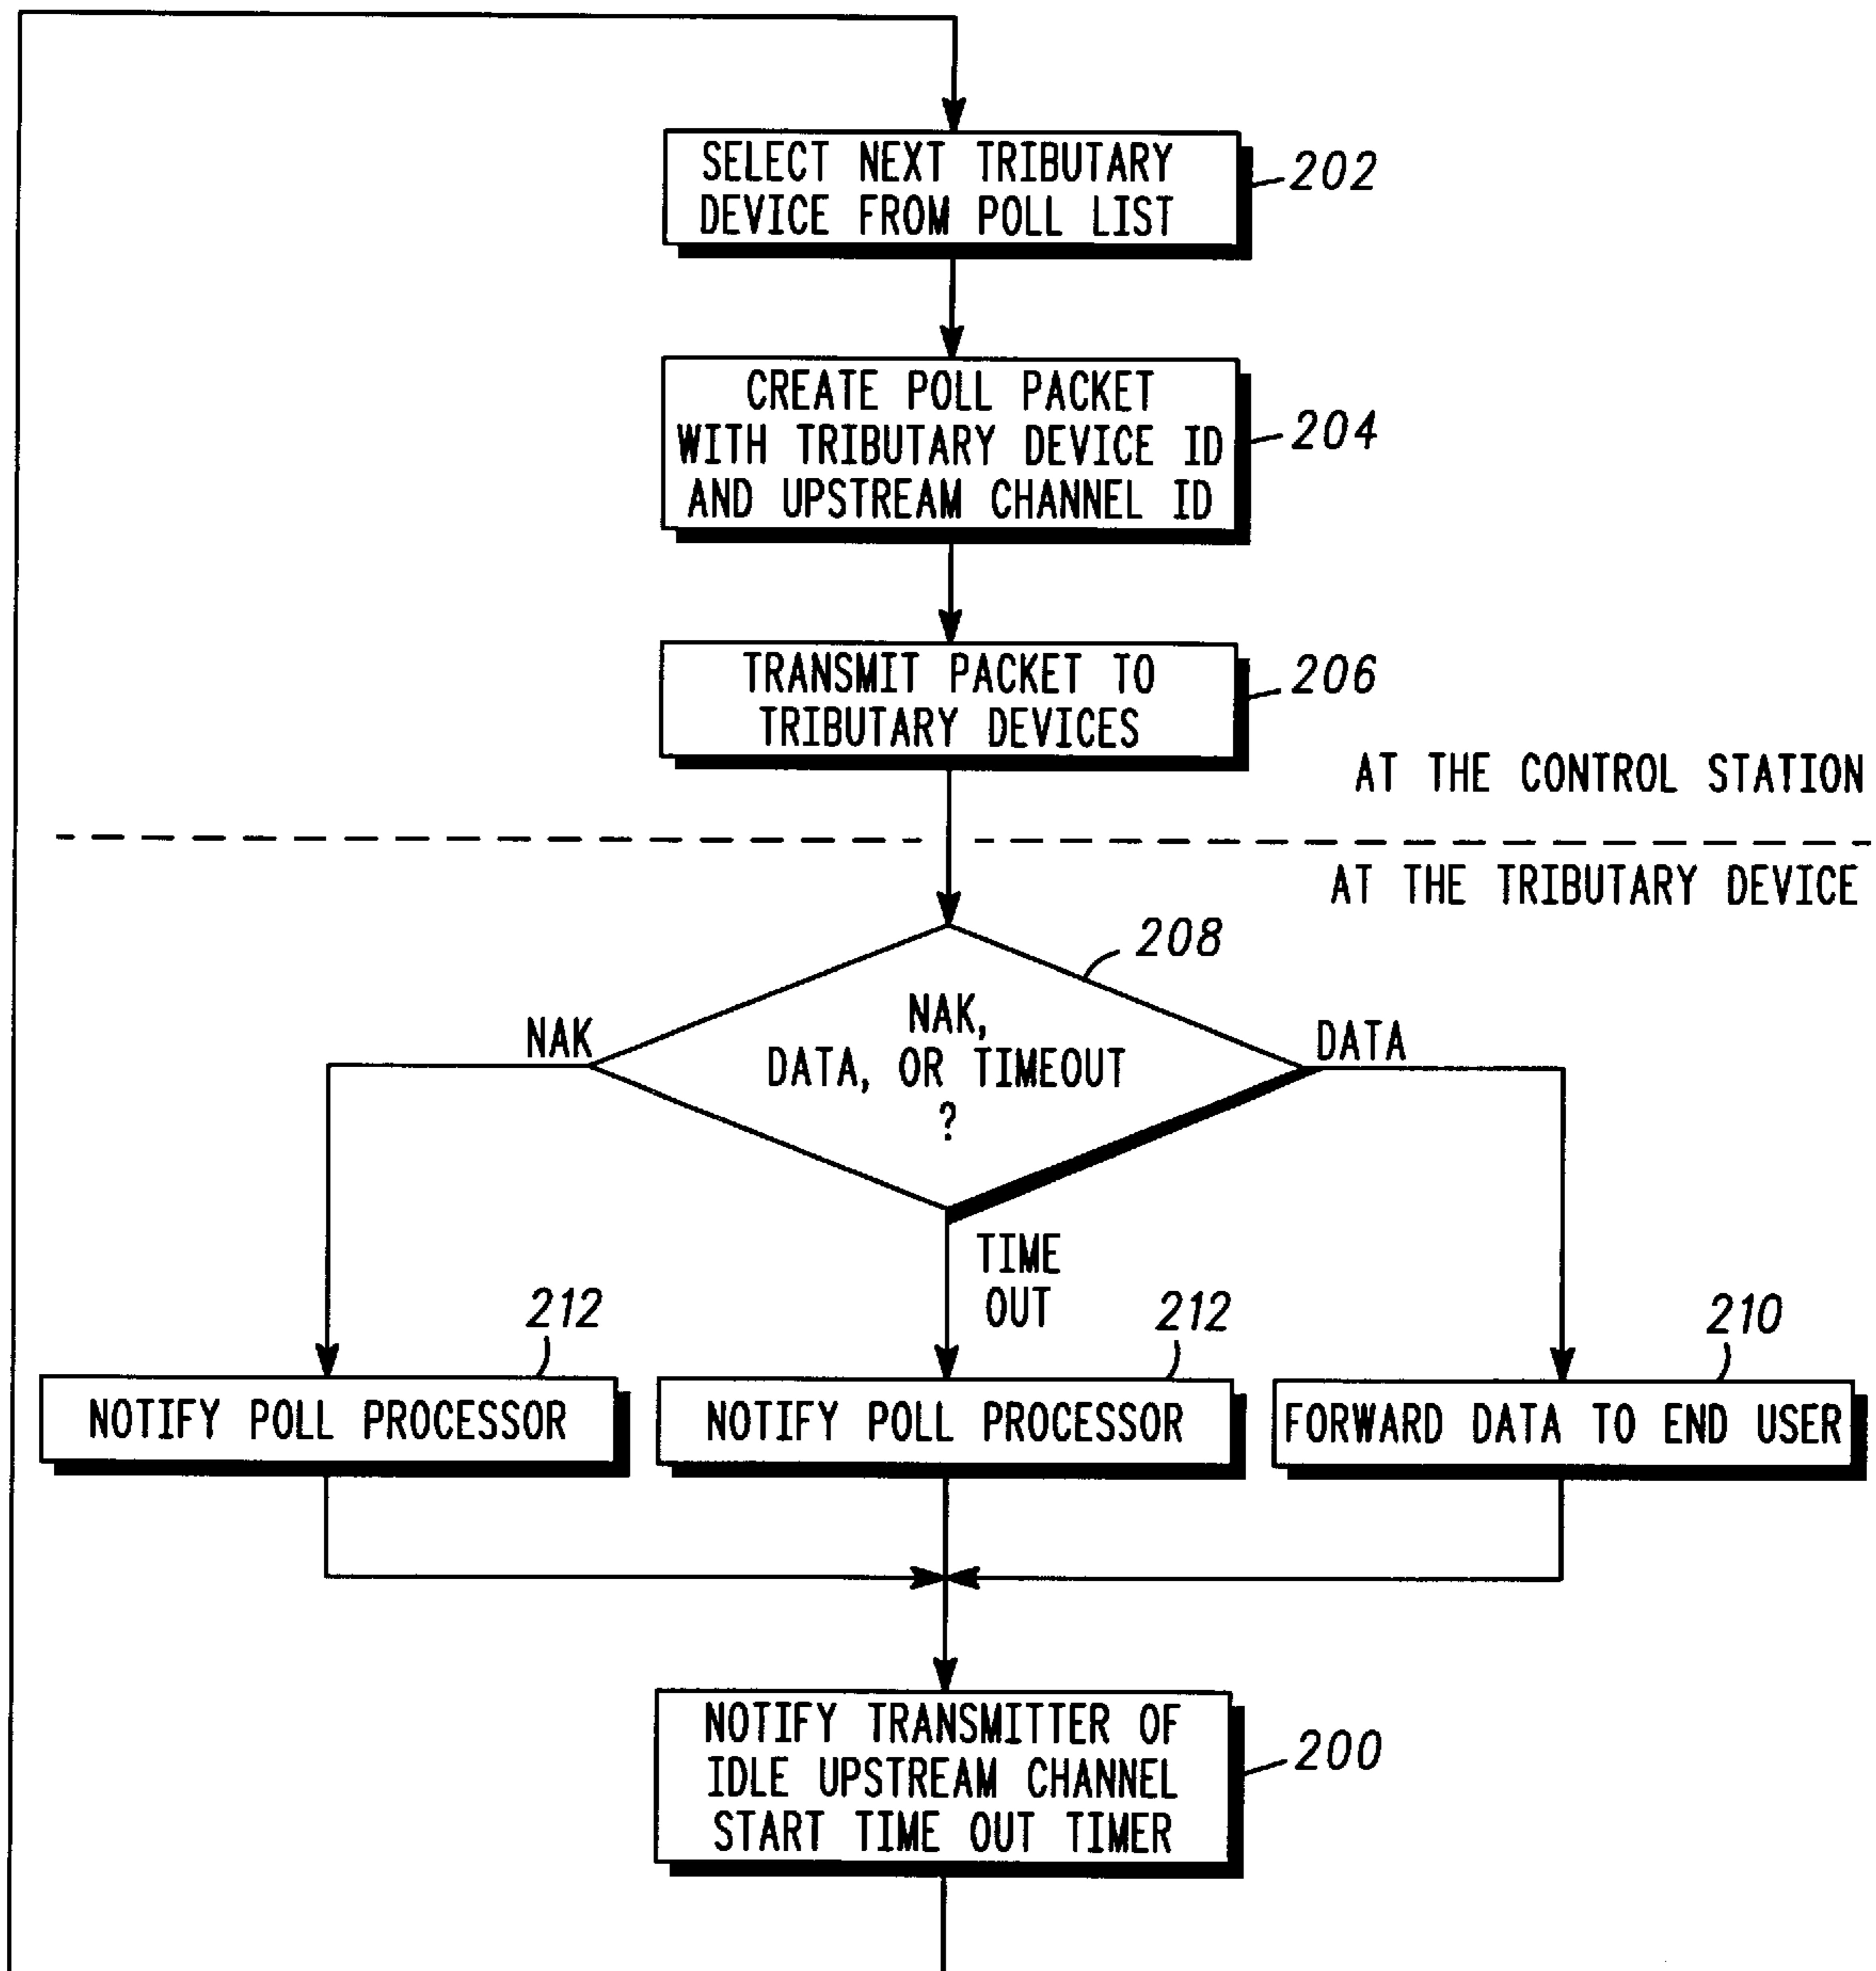 SELECT NEXT TRIBUTARY
DEVICE FROM POLL LIST
202
CREATE POLL PACKET
WITH TRIBUTARY DEVICE ID
AND UPSTREAM CHANNEL ID
204
TRANSMIT PACKET TO
TRIBUTARY DEVICES
206
AT THE CONTROL STATION
AT THE TRIBUTARY DEVICE
208
NAK,
DATA, OR TIMEOUT
?
NAK
DATA
TIME
OUT
212
NOTIFY POLL PROCESSOR
212
NOTIFY POLL PROCESSOR
210
FORWARD DATA TO END USER
NOTIFY TRANSMITTER OF
IDLE UPSTREAM CHANNEL
START TIME OUT TIMER
200